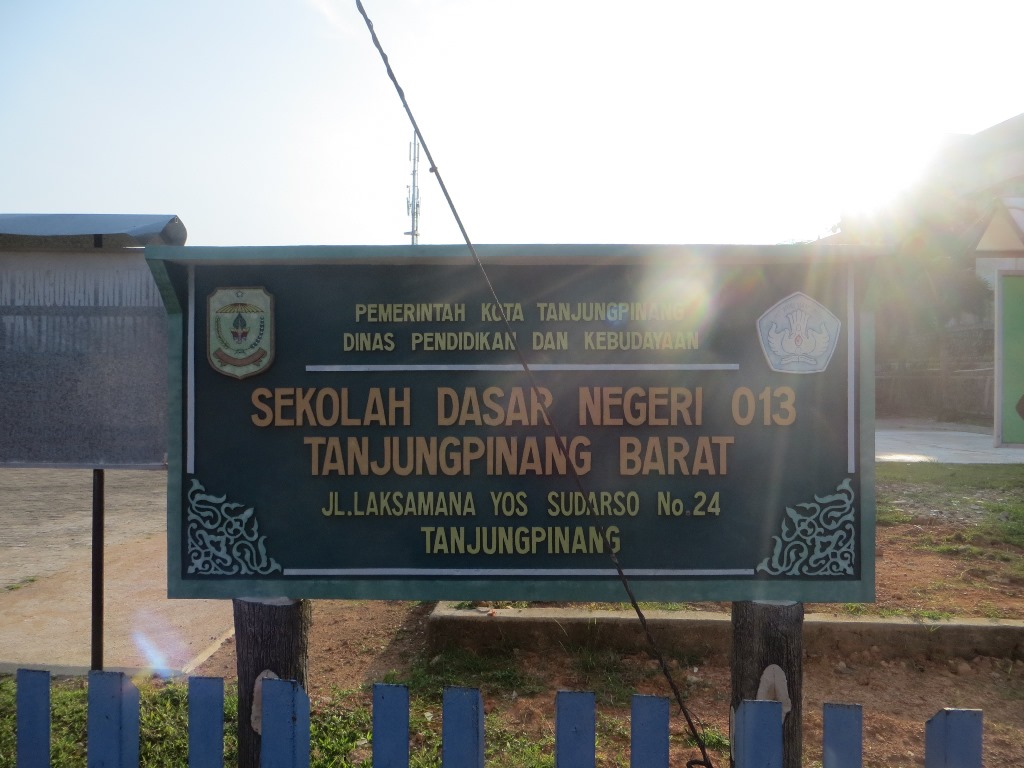 PEMERINTAH KOTA TANJUNGPINANG
DINAS PENDIDIKAN DAN KEBUDAYAAN
SEKOLAH DASAR NEGERI 013
TANJUNGPINANG BARAT
JL.LAKSAMANA YOS SUDARSO No.24
TANJUNGPINANG